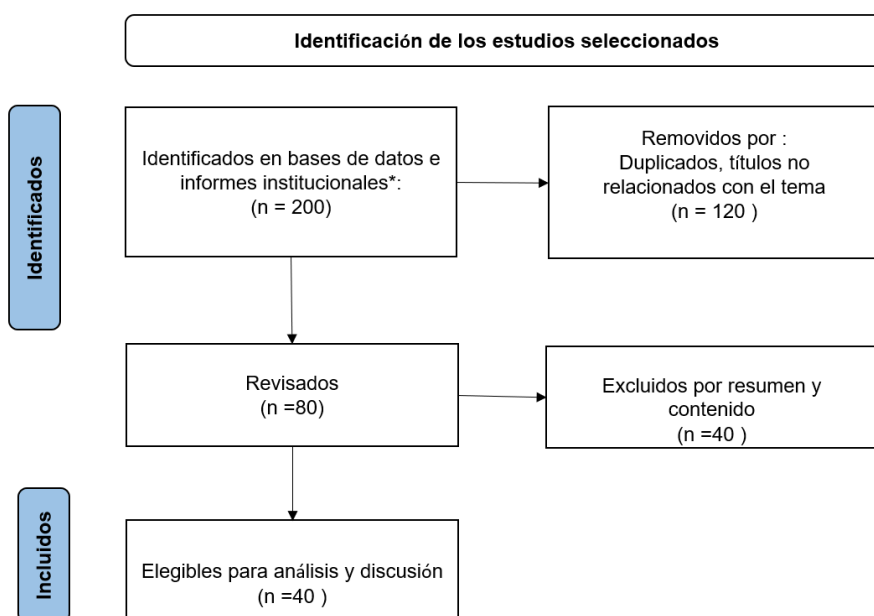 Identificación de los estudios seleccionados
Identificados
Identificados en bases de datos e
informes institucionales*:
(n = 200)
Removidos por :
Duplicados, títulos no
relacionados con el tema
(n = 120 )
Revisados
(n =80)
Excluidos por resumen y
contenido
(n =40 )
Incluidos
Elegibles para análisis y discusión
(n =40 )